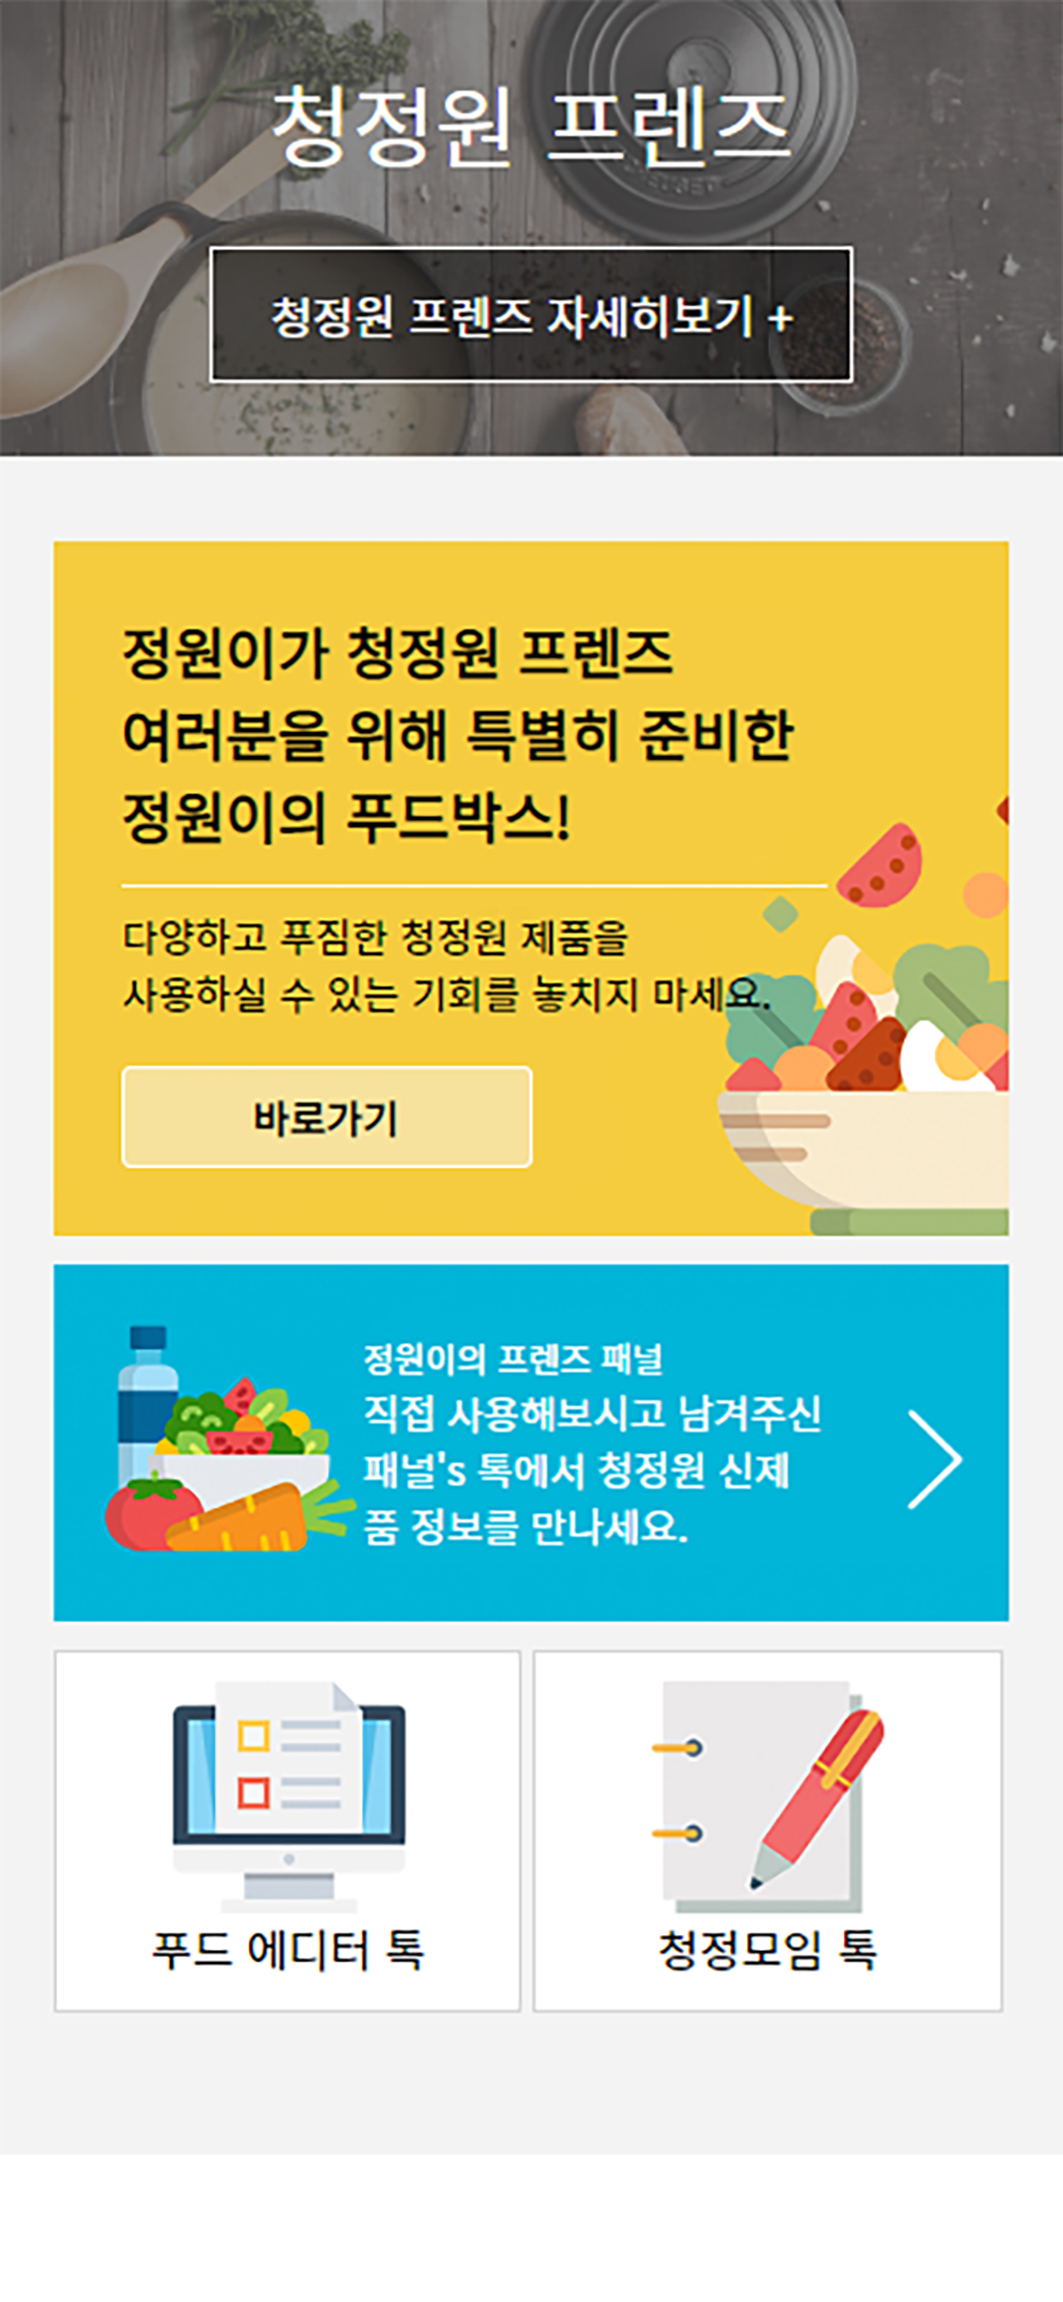 청정원 프렌즈
청정원 프렌즈 자세히보기 +
정원이가 청정원 프렌즈
여러분을 위해 특별히 준비한
정원이의 푸드박스!
다양하고 푸짐한 청정원 제품을
사용하실 수 있는 기회를 놓치지 마세요.
바로가기
정원이의 프렌즈 패널
직접 사용해보시고 남겨주신
패널's 톡에서 청정원 신제
품 정보를 만나세요.
푸드 에디터 톡
청정모임 톡